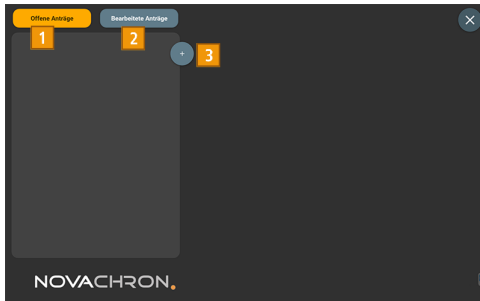 Offene Anträge
Bearbeitete Anträge
1
2
+
3
NOVACHRON.